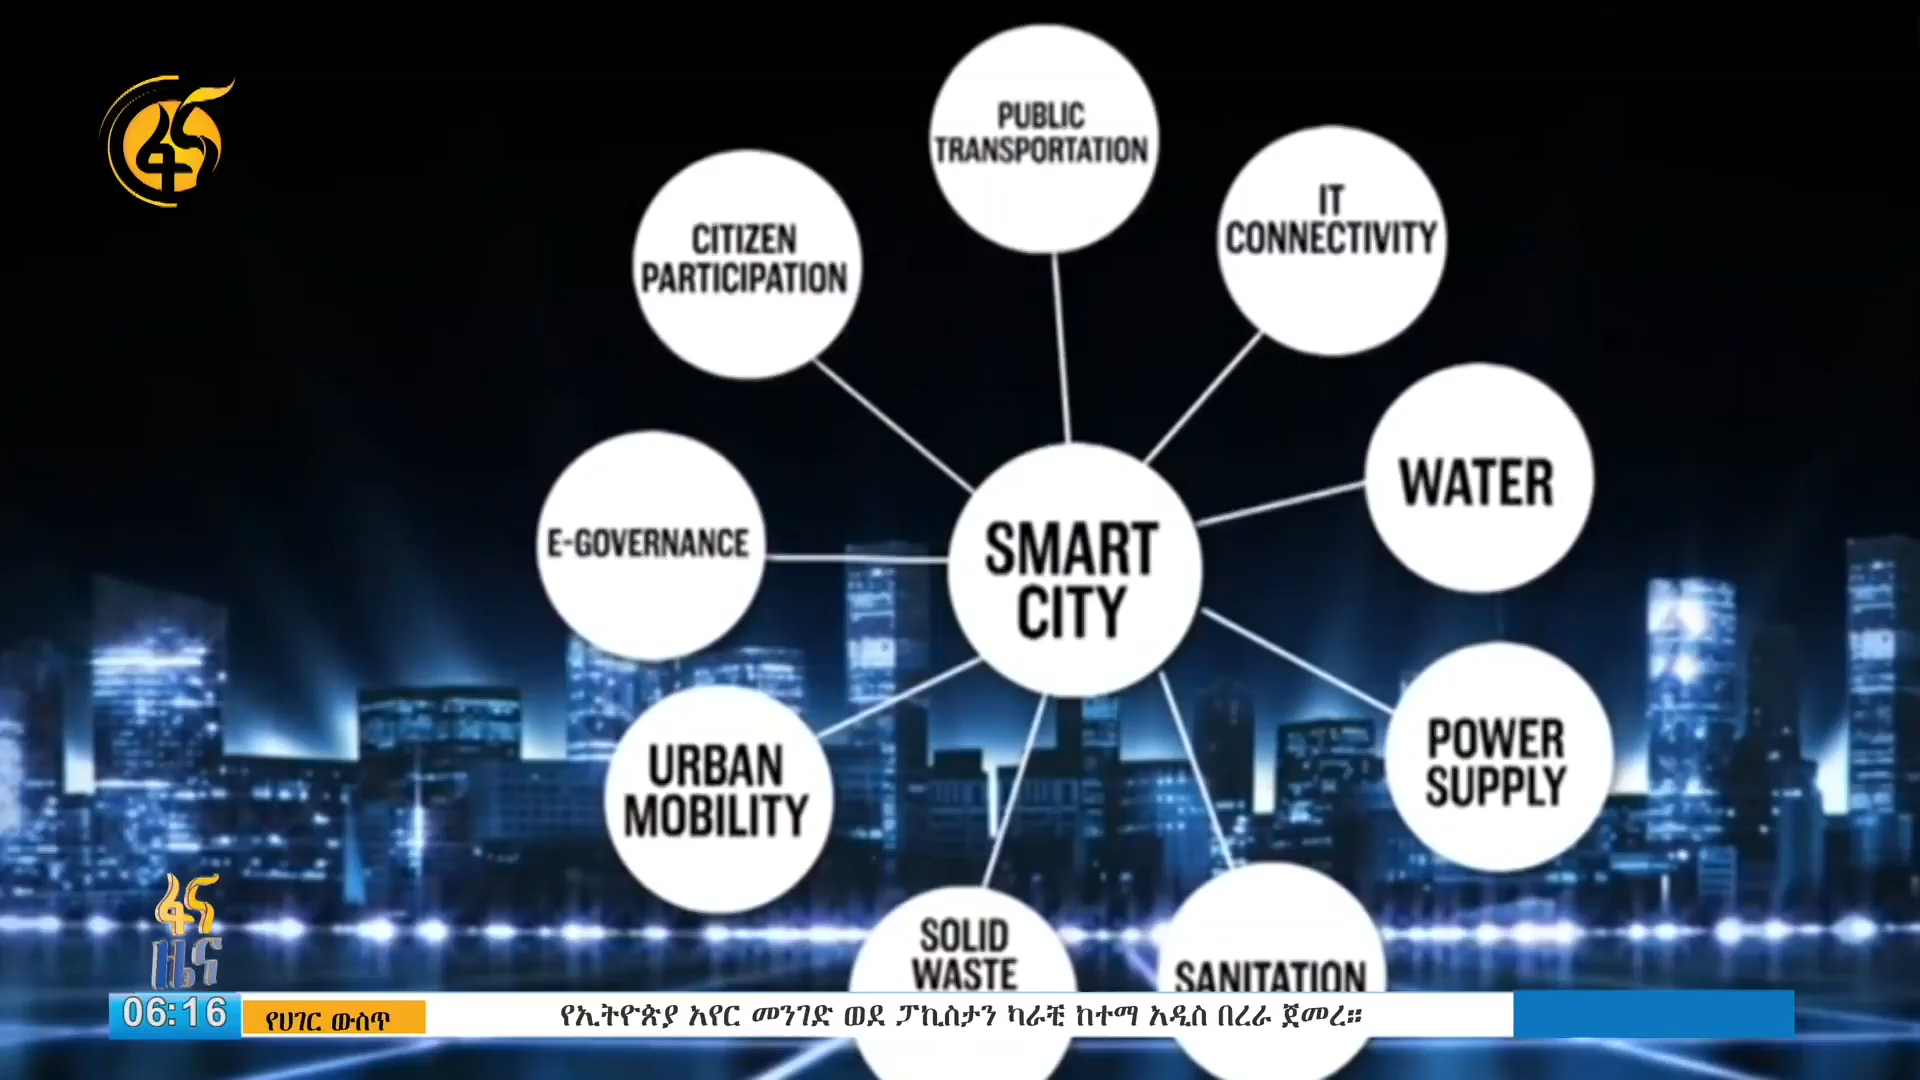 ፋና
PUBLIC
TRANSPORTATION
IT
CONNECTIVITY
CITIZEN
PARTICIPATION
WATER
E-GOVERNANCE
SMART
CITY
POWER
SUPPLY
URBAN
MOBILITY
SOLID
WASTE
SANITATION
ፋና
ዜና
06:16
የሀገር ውስጥ
የኢትዮጵያ አየር መንገድ ወደ ፓኪስታን ካራቺ ከተማ አዲስ በረራ ጀመረ።